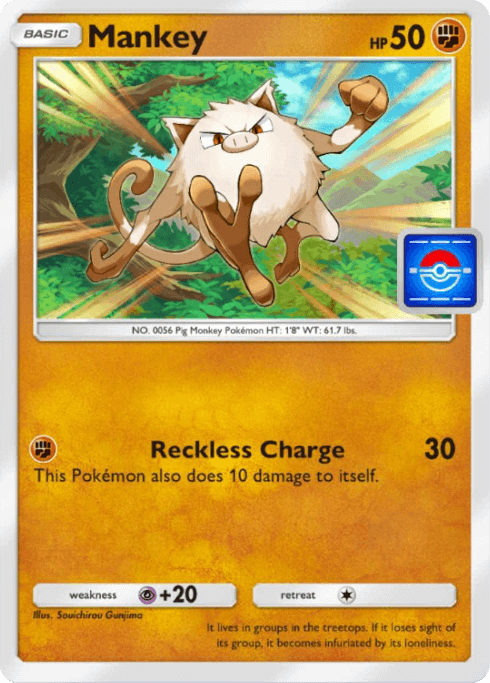 BASIC Mankey HP 50
NO. 0056 Pig Monkey Pokémon HT: 1'8" WT: 61.7 lbs.
Reckless Charge 30
This Pokémon also does 10 damage to itself.
weakness +20 retreat
Illus. Souichirou Gunjima
It lives in groups in the treetops. If it loses sight of
its group, it becomes infuriated by its loneliness.